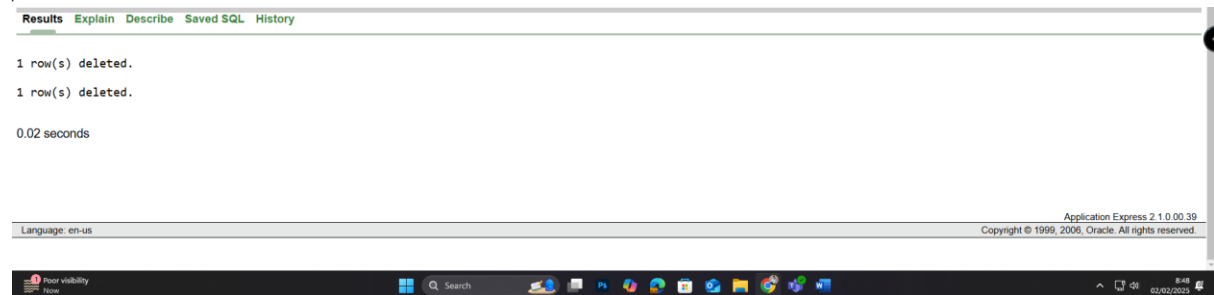 Results Explain Describe Saved SQL History
1 row(s) deleted.
1 row(s) deleted.
0.02 seconds
Application Express 2.1.0.00.39
Language: en-us Copyright © 1999, 2006, Oracle. All rights reserved.
1 Poor visibility
Now
Search
Ps
W
8:48
02/02/2025